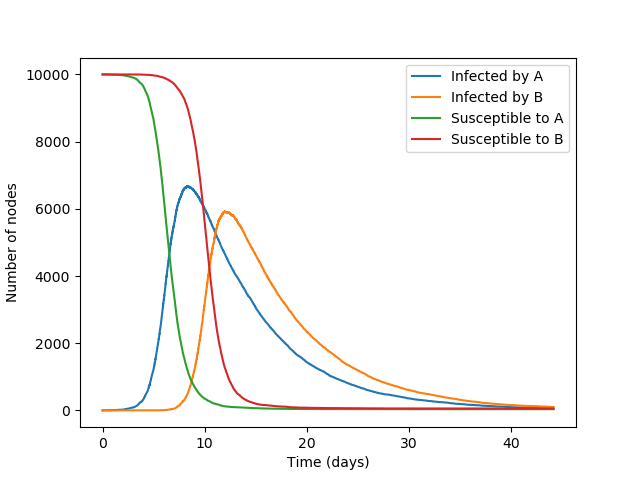 Infected by A
Infected by B
Susceptible to A
Susceptible to B
Number of nodes
10000
8000
6000
4000
2000
0
0 10 20 30 40
Time (days)